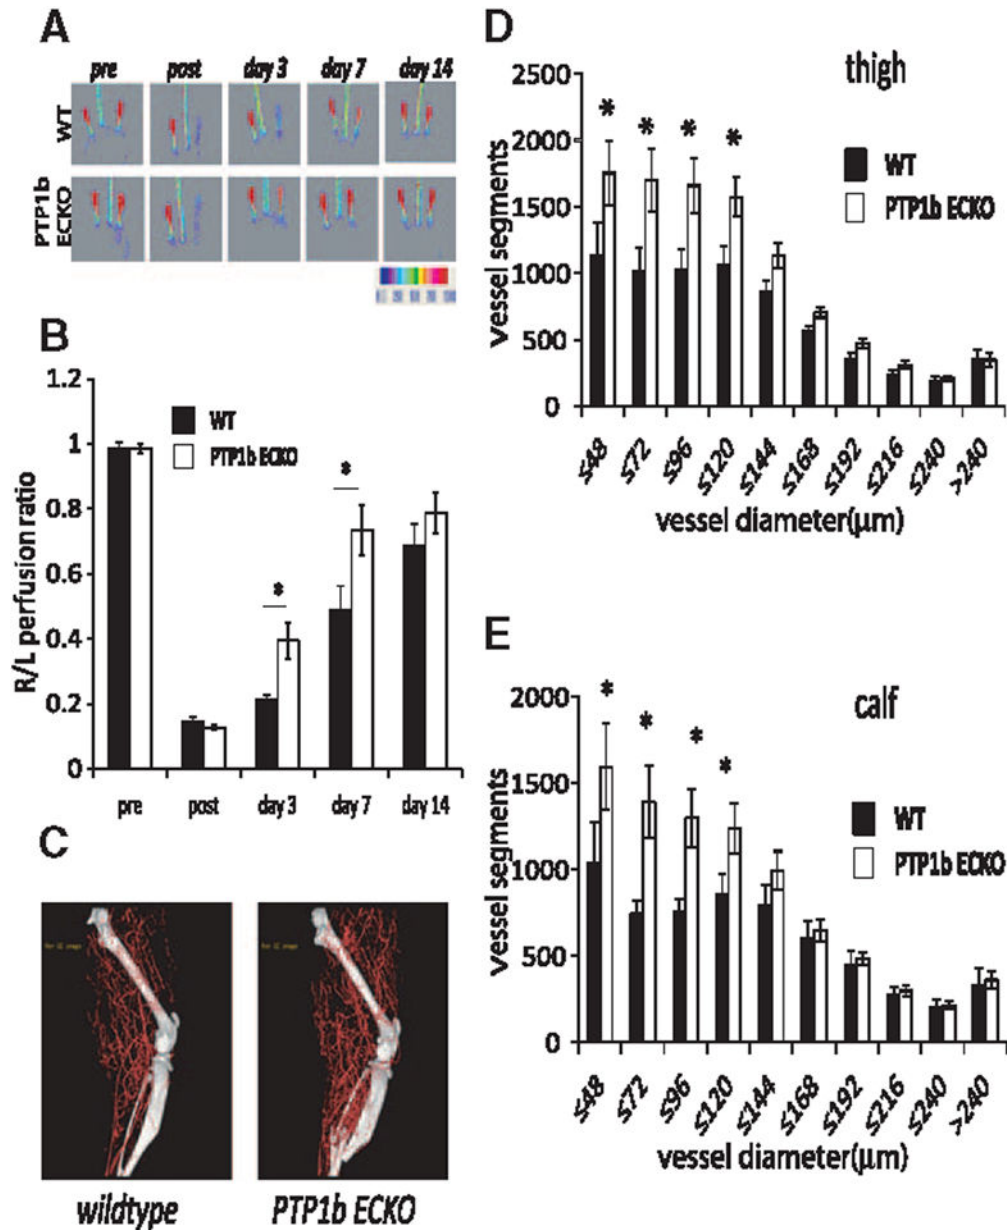 A
pre post day 3 day 7 day 14
WT
PTP1b
ECKO
B
1.2
1
0.8
0.6
0.4
0.2
0
R/L perfusion ratio
WT
PTP1b ECKO
*
*
pre post day 3 day 7 day 14
C
wildtype PTP1b ECKO
D
thigh
2500
2000
1500
1000
500
0
vessel segments
* * * *
WT
PTP1b ECKO
≤48 ≤72 ≤96 ≤120 ≤144 ≤168 ≤192 ≤216 ≤240 >240
vessel diameter(μm)
E
calf
2000
1500
1000
500
0
vessel segments
* * * *
WT
PTP1b ECKO
≤48 ≤72 ≤96 ≤120 ≤144 ≤168 ≤192 ≤216 ≤240 >240
vessel diameter(μm)